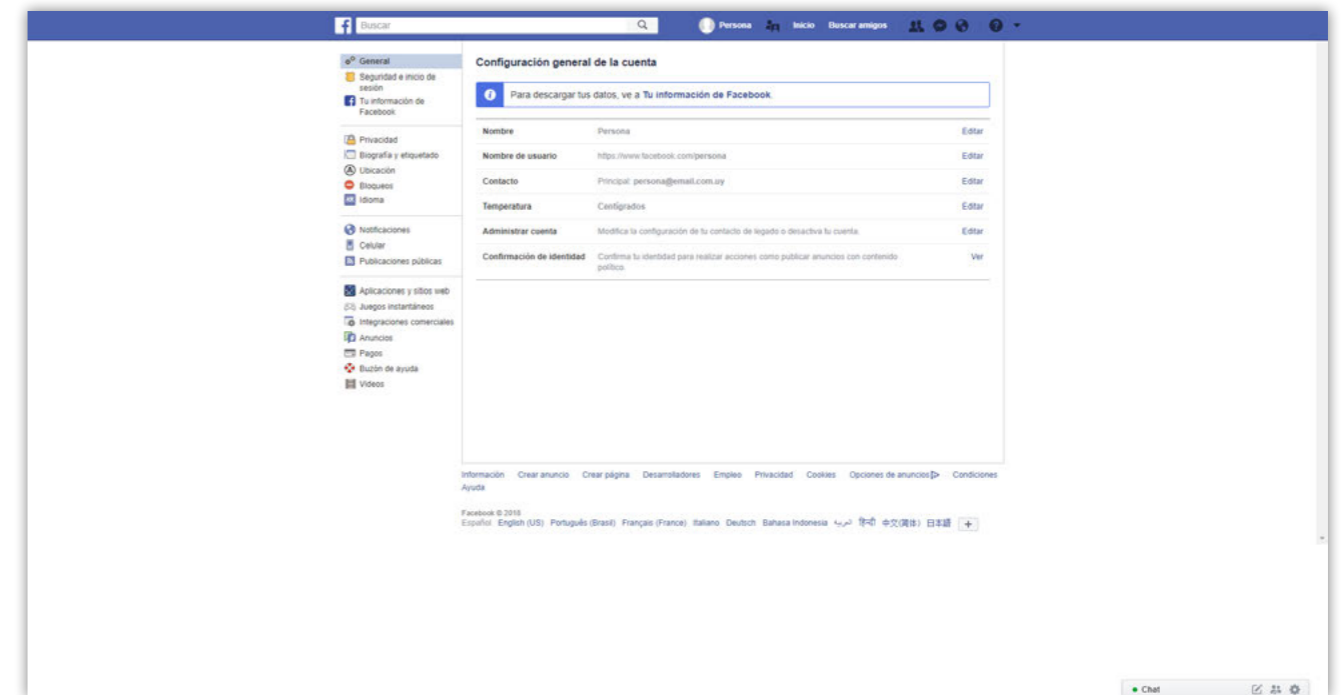 Buscar
Persona Inicio Buscar amigos
General
Seguridad e inicio de
sesión
Tu información de
Facebook
Privacidad
Biografía y etiquetado
Ubicación
Bloqueos
Idioma
Notificaciones
Celular
Publicaciones públicas
Aplicaciones y sitios web
Juegos instantáneos
Integraciones comerciales
Anuncios
Pagos
Buzón de ayuda
Videos
Configuración general de la cuenta
Para descargar tus datos, ve a Tu información de Facebook.
Nombre Persona Editar
Nombre de usuario https://www.facebook.com/persona Editar
Contacto Principal: persona@email.com.uy Editar
Temperatura Centígrados Editar
Administrar cuenta Modifica la configuración de tu contacto de legado o desactiva tu cuenta. Editar
Confirmación de identidad Confirma tu identidad para realizar acciones como publicar anuncios con contenido Ver
político.
Información Crear anuncio Crear página Desarrolladores Empleo Privacidad Cookies Opciones de anuncios Condiciones
Ayuda
Facebook © 2018
Español English (US) Português (Brasil) Français (France) Italiano Deutsch Bahasa Indonesia العربية हिन्दी 中文(简体) 日本語 +
Chat